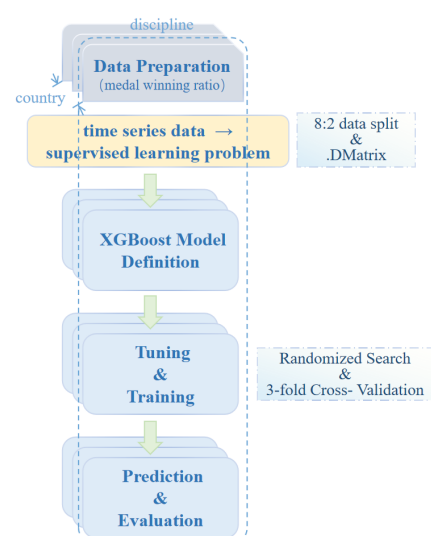 discipline
Data Preparation
(medal winning ratio)
country
time series data →
supervised learning problem
8:2 data split
&
.DMatrix
XGBoost Model
Definition
Tuning
&
Training
Randomized Search
&
3-fold Cross- Validation
Prediction
&
Evaluation